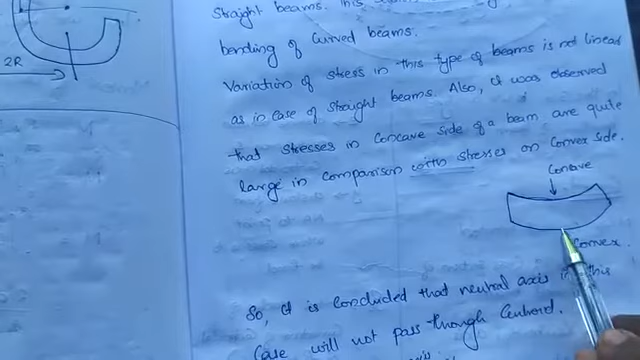 2R
straight beams. This
bending of Curved beams.
Variation of stress in this type of beams is not linear
as in case of straight beams. Also, it was observed
that stresses in Concave side of a beam are quite
large in comparison with stresses on Convex side.
Concave
Convex.
So, it is concluded that neutral axis in this
Case will not pass through Centroid.